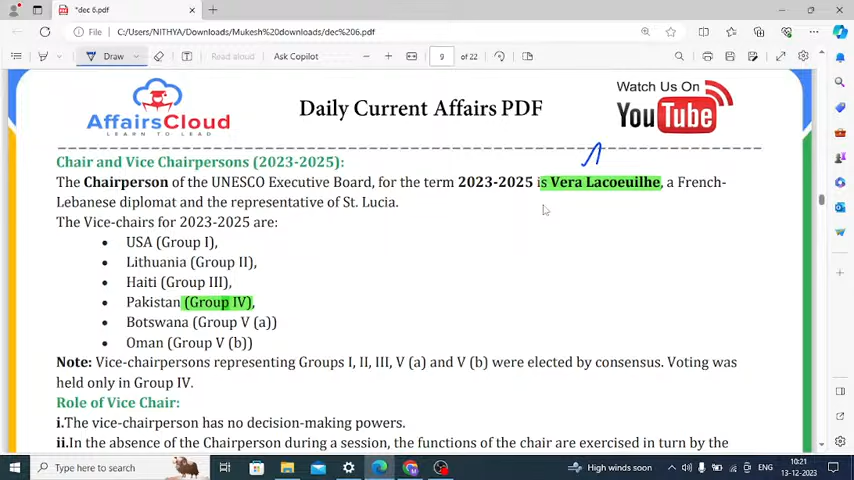 *dec 6.pdf
File | C:/Users/NITHYA/Downloads/Mukesh%20downloads/dec%206.pdf
Draw
Read aloud
Ask Copilot
9 of 22
AffairsCloud
LEARN TO LEAD
Daily Current Affairs PDF
Watch Us On
YouTube
Chair and Vice Chairpersons (2023-2025):
The Chairperson of the UNESCO Executive Board, for the term 2023-2025 is Vera Lacoeuilhe, a French-
Lebanese diplomat and the representative of St. Lucia.
The Vice-chairs for 2023-2025 are:
• USA (Group I),
• Lithuania (Group II),
• Haiti (Group III),
• Pakistan (Group IV),
• Botswana (Group V (a))
• Oman (Group V (b))
Note: Vice-chairpersons representing Groups I, II, III, V (a) and V (b) were elected by consensus. Voting was
held only in Group IV.
Role of Vice Chair:
i.The vice-chairperson has no decision-making powers.
ii.In the absence of the Chairperson during a session, the functions of the chair are exercised in turn by the
Type here to search
High winds soon
ENG
10:21
13-12-2023